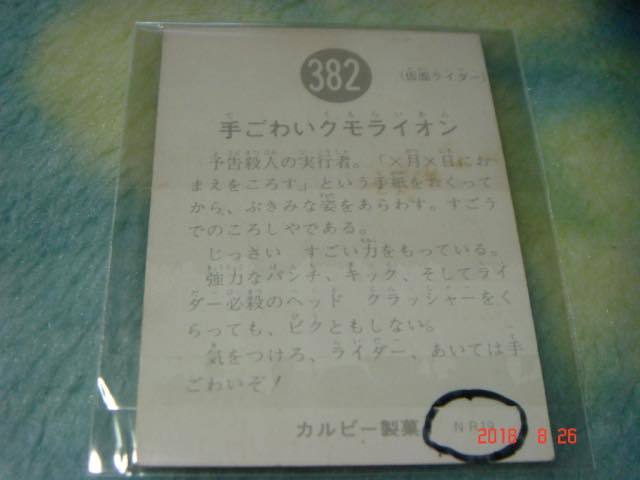 382
(仮面ライダー)
手ごわいクモライオン
予告殺人の実行者。「×月×日にお
まえをころす」という手紙をおくって
から、ぶきみな姿をあらわす。すごうで
でのころしやである。
じっさい すごい力をもっている。
強力なパンチ、キック、そしてライ
ダー必殺のヘッド クラッシャーをく
らっても、ビクともしない。
気をつけろ、ライダー、あいては手
ごわいぞ!
カルビー製菓
2018 8 26